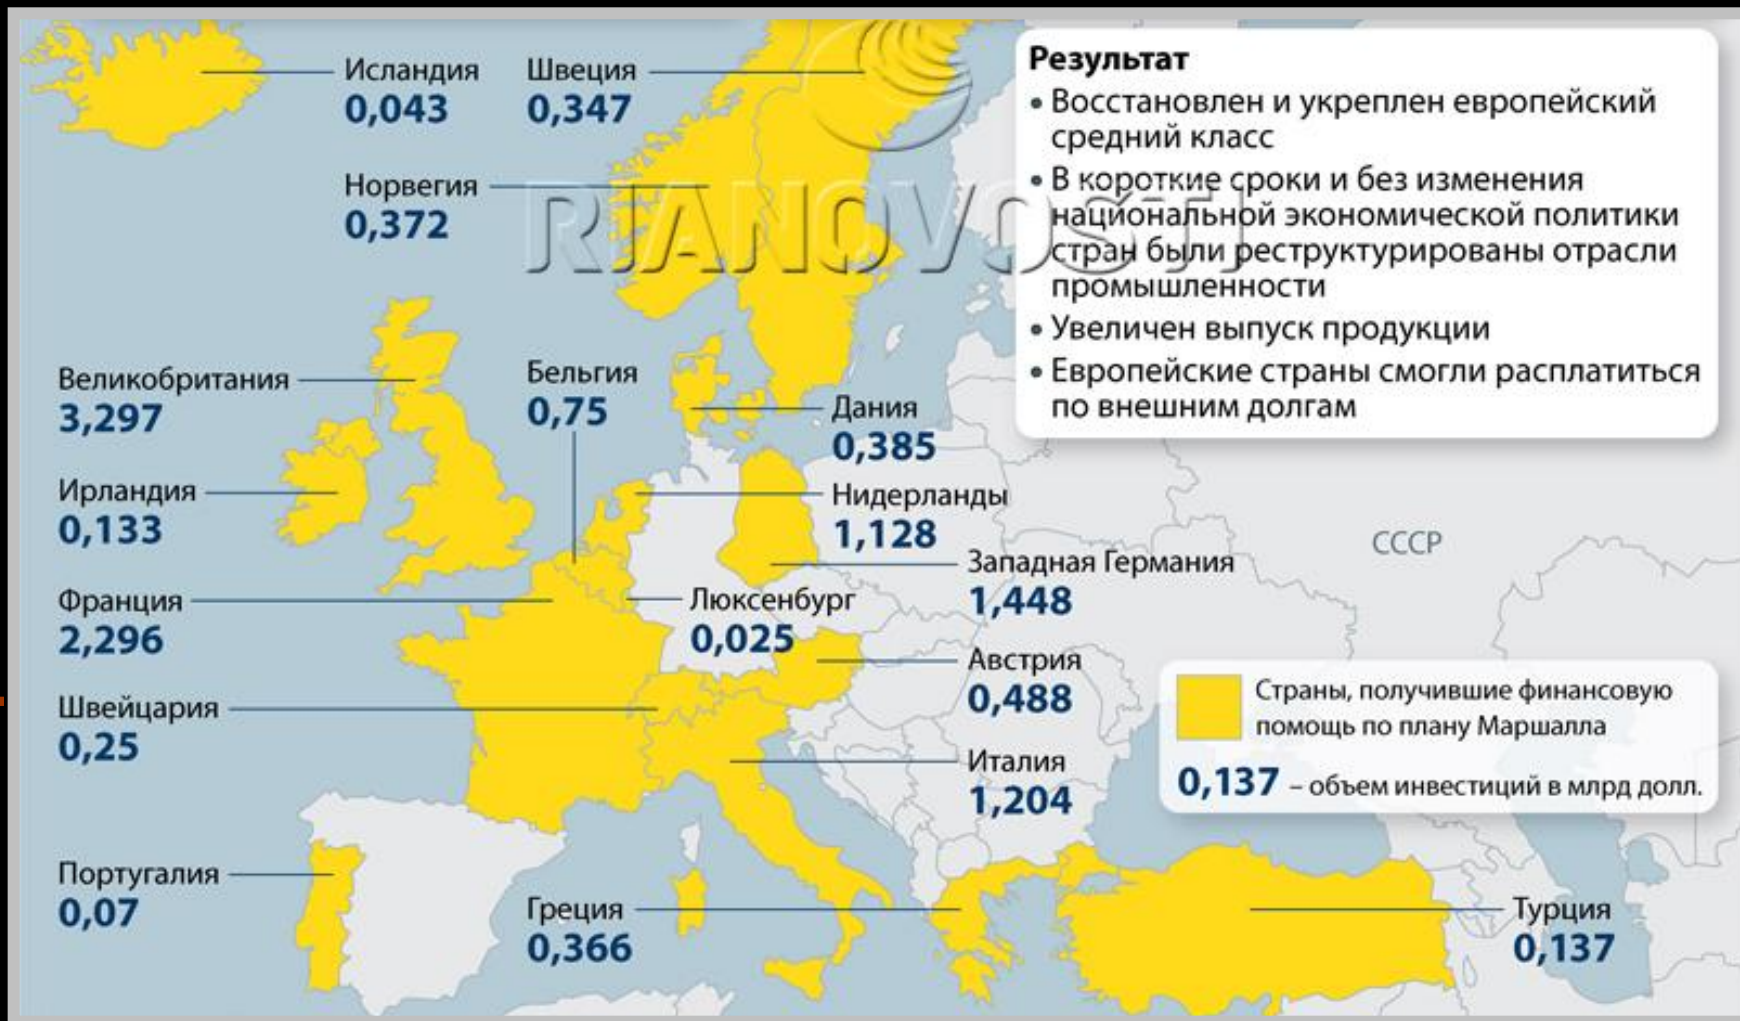 Исландия
0,043
Швеция
0,347
Норвегия
0,372
RIANOVOSTI
Результат
• Восстановлен и укреплен европейский
средний класс
• В короткие сроки и без изменения
национальной экономической политики
стран были реструктурированы отрасли
промышленности
• Увеличен выпуск продукции
• Европейские страны смогли расплатиться
по внешним долгам
Великобритания
3,297
Бельгия
0,75
Дания
0,385
Ирландия
0,133
Нидерланды
1,128
СССР
Западная Германия
1,448
Франция
2,296
Люксенбург
0,025
Австрия
0,488
Швейцария
0,25
Италия
1,204
Страны, получившие финансовую
помощь по плану Маршалла
0,137 – объем инвестиций в млрд долл.
Португалия
0,07
Греция
0,366
Турция
0,137